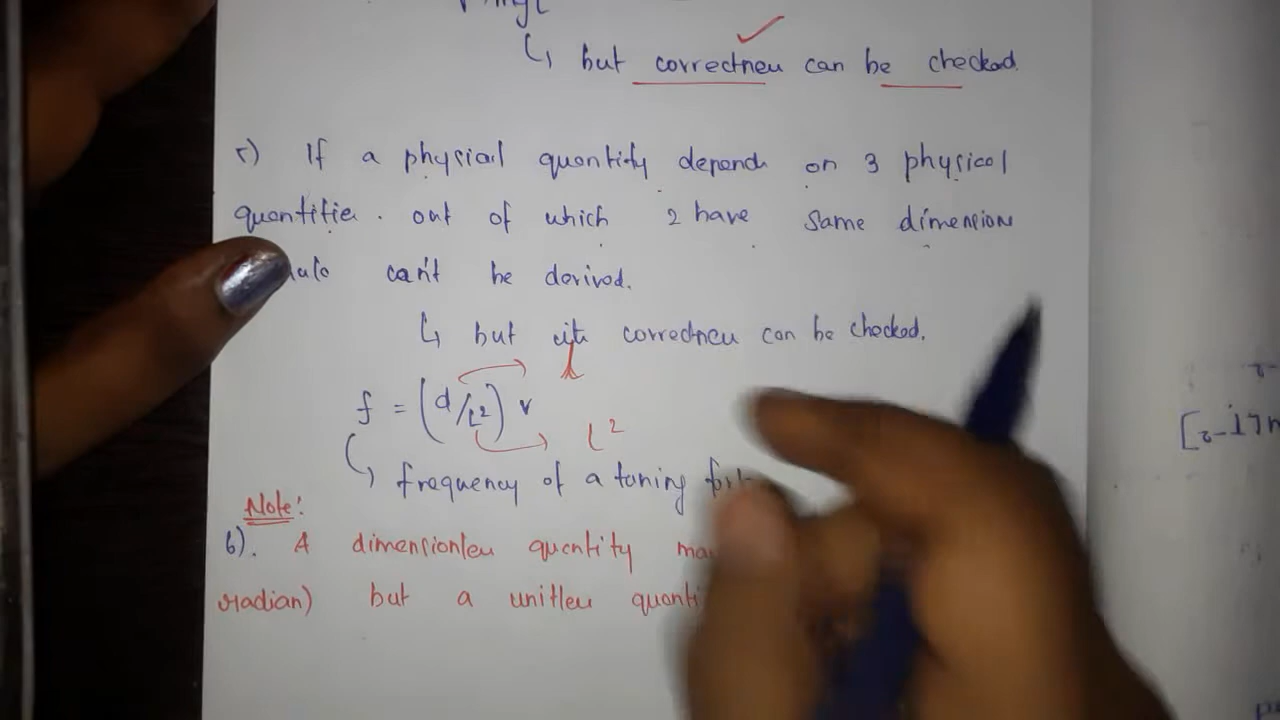 but correctness can be checked.
5) If a physical quantity depends on 3 physical
quantities. out of which 2 have same dimensions
can't be derived.
↳ but its correctness can be checked.
f = (d/L²) v
L
L²
↳ frequency of a tuning fork
Note:
6). A dimensionless quantity
radian) but a unitless